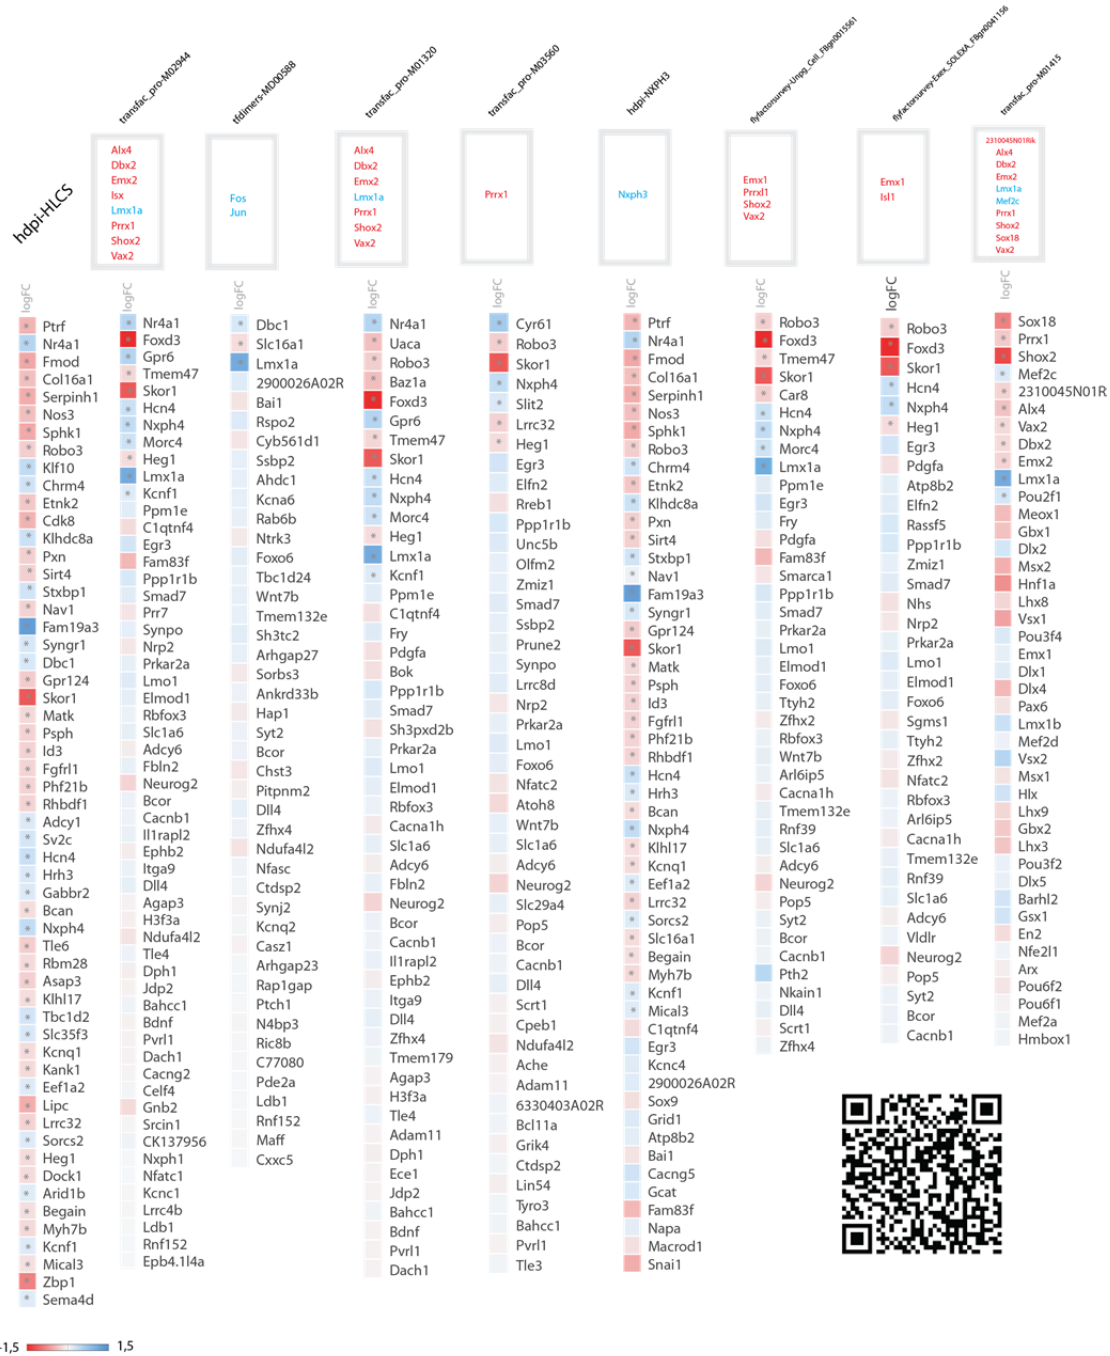 transfac_pro-M02944
tfdimers-MD00588
transfac_pro-M01320
transfac_pro-M03560
hdpi-NXPH3
flyfactorsurvey-Unpg_Cell_FBgn0015561
flyfactorsurvey-Exex_SOLEXA_FBgn0041156
transfac_pro-M01415
hdpi-HLCS
Alx4
Dbx2
Emx2
Isx
Lmx1a
Prrx1
Shox2
Vax2
Fos
Jun
Alx4
Dbx2
Emx2
Lmx1a
Prrx1
Shox2
Vax2
Prrx1
Nxph3
Emx1
Prrxl1
Shox2
Vax2
Emx1
Isl1
2310045N01Rik
Alx4
Dbx2
Emx2
Lmx1a
Mef2c
Prrx1
Shox2
Sox18
Vax2
logFC
Ptrf
Nr4a1
Fmod
Col16a1
Serpinh1
Nos3
Sphk1
Robo3
Klf10
Chrm4
Etnk2
Cdk8
Klhdc8a
Pxn
Sirt4
Stxbp1
Nav1
Fam19a3
Syngr1
Dbc1
Gpr124
Skor1
Matk
Psph
Id3
Fgfrl1
Phf21b
Rhbdf1
Adcy1
Sv2c
Hcn4
Hrh3
Gabbr2
Bcan
Nxph4
Tle6
Rbm28
Asap3
Klhl17
Tbc1d2
Slc35f3
Kcnq1
Kank1
Eef1a2
Lipc
Lrrc32
Sorcs2
Heg1
Dock1
Arid1b
Begain
Myh7b
Kcnf1
Mical3
Zbp1
Sema4d
logFC
Nr4a1
Foxd3
Gpr6
Tmem47
Skor1
Hcn4
Nxph4
Morc4
Heg1
Lmx1a
Kcnf1
Ppm1e
C1qtnf4
Egr3
Fam83f
Ppp1r1b
Smad7
Prr7
Synpo
Nrp2
Prkar2a
Lmo1
Elmod1
Rbfox3
Slc1a6
Adcy6
Fbln2
Neurog2
Bcor
Cacnb1
Il1rapl2
Ephb2
Itga9
Dll4
Agap3
H3f3a
Ndufa4l2
Tle4
Dph1
Jdp2
Bahcc1
Bdnf
Pvrl1
Dach1
Cacng2
Celf4
Gnb2
Srcin1
CK137956
Nxph1
Nfatc1
Kcnc1
Lrrc4b
Ldb1
Rnf152
Epb4.1l4a
logFC
Dbc1
Slc16a1
Lmx1a
2900026A02R
Bai1
Rspo2
Cyb561d1
Ssbp2
Ahdc1
Kcna6
Rab6b
Ntrk3
Foxo6
Tbc1d24
Wnt7b
Tmem132e
Sh3tc2
Arhgap27
Sorbs3
Ankrd33b
Hap1
Syt2
Bcor
Chst3
Pitpnm2
Dll4
Zfhx4
Ndufa4l2
Nfasc
Ctdsp2
Synj2
Kcnq2
Casz1
Arhgap23
Rap1gap
Ptch1
N4bp3
Ric8b
C77080
Pde2a
Ldb1
Rnf152
Maff
Cxxc5
logFC
Nr4a1
Uaca
Robo3
Baz1a
Foxd3
Gpr6
Tmem47
Skor1
Hcn4
Nxph4
Morc4
Heg1
Lmx1a
Kcnf1
Ppm1e
C1qtnf4
Fry
Pdgfa
Bok
Ppp1r1b
Smad7
Sh3pxd2b
Prkar2a
Lmo1
Elmod1
Rbfox3
Cacna1h
Slc1a6
Adcy6
Fbln2
Neurog2
Bcor
Cacnb1
Il1rapl2
Ephb2
Itga9
Dll4
Zfhx4
Tmem179
Agap3
H3f3a
Tle4
Adam11
Dph1
Ece1
Jdp2
Bahcc1
Bdnf
Pvrl1
Dach1
logFC
Cyr61
Robo3
Skor1
Nxph4
Slit2
Lrrc32
Heg1
Egr3
Elfn2
Rreb1
Ppp1r1b
Unc5b
Olfm2
Zmiz1
Smad7
Ssbp2
Prune2
Synpo
Lrrc8d
Nrp2
Prkar2a
Lmo1
Foxo6
Nfatc2
Atoh8
Wnt7b
Slc1a6
Adcy6
Neurog2
Slc29a4
Pop5
Bcor
Cacnb1
Dll4
Scrt1
Cpeb1
Ndufa4l2
Ache
Adam11
6330403A02R
Bcl11a
Grik4
Ctdsp2
Lin54
Tyro3
Bahcc1
Pvrl1
Tle3
logFC
Ptrf
Nr4a1
Fmod
Col16a1
Serpinh1
Nos3
Sphk1
Robo3
Chrm4
Etnk2
Klhdc8a
Pxn
Sirt4
Stxbp1
Nav1
Fam19a3
Syngr1
Gpr124
Skor1
Matk
Psph
Id3
Fgfrl1
Phf21b
Rhbdf1
Hcn4
Hrh3
Bcan
Nxph4
Klhl17
Kcnq1
Eef1a2
Lrrc32
Sorcs2
Slc16a1
Begain
Myh7b
Kcnf1
Mical3
C1qtnf4
Egr3
Kcnc4
2900026A02R
Sox9
Grid1
Atp8b2
Bai1
Cacng5
Gcat
Fam83f
Napa
Macrod1
Snai1
logFC
Robo3
Foxd3
Tmem47
Skor1
Car8
Hcn4
Nxph4
Morc4
Lmx1a
Ppm1e
Egr3
Fry
Pdgfa
Fam83f
Smarca1
Ppp1r1b
Smad7
Prkar2a
Lmo1
Elmod1
Foxo6
Ttyh2
Zfhx2
Rbfox3
Wnt7b
Arl6ip5
Cacna1h
Tmem132e
Rnf39
Slc1a6
Adcy6
Neurog2
Pop5
Syt2
Bcor
Cacnb1
Pth2
Nkain1
Dll4
Scrt1
Zfhx4
logFC
Robo3
Foxd3
Skor1
Hcn4
Nxph4
Heg1
Egr3
Pdgfa
Atp8b2
Elfn2
Rassf5
Ppp1r1b
Zmiz1
Smad7
Nhs
Nrp2
Prkar2a
Lmo1
Elmod1
Foxo6
Sgms1
Ttyh2
Zfhx2
Nfatc2
Rbfox3
Arl6ip5
Cacna1h
Tmem132e
Rnf39
Slc1a6
Adcy6
Vldlr
Neurog2
Pop5
Syt2
Bcor
Cacnb1
logFC
Sox18
Prrx1
Shox2
Mef2c
2310045N01R
Alx4
Vax2
Dbx2
Emx2
Lmx1a
Pou2f1
Meox1
Gbx1
Dlx2
Msx2
Hnf1a
Lhx8
Vsx1
Pou3f4
Emx1
Dlx1
Dlx4
Pax6
Lmx1b
Mef2d
Vsx2
Msx1
Hlx
Lhx9
Gbx2
Lhx3
Pou3f2
Dlx5
Barhl2
Gsx1
En2
Nfe2l1
Arx
Pou6f2
Pou6f1
Mef2a
Hmbox1
-1,5
1,5